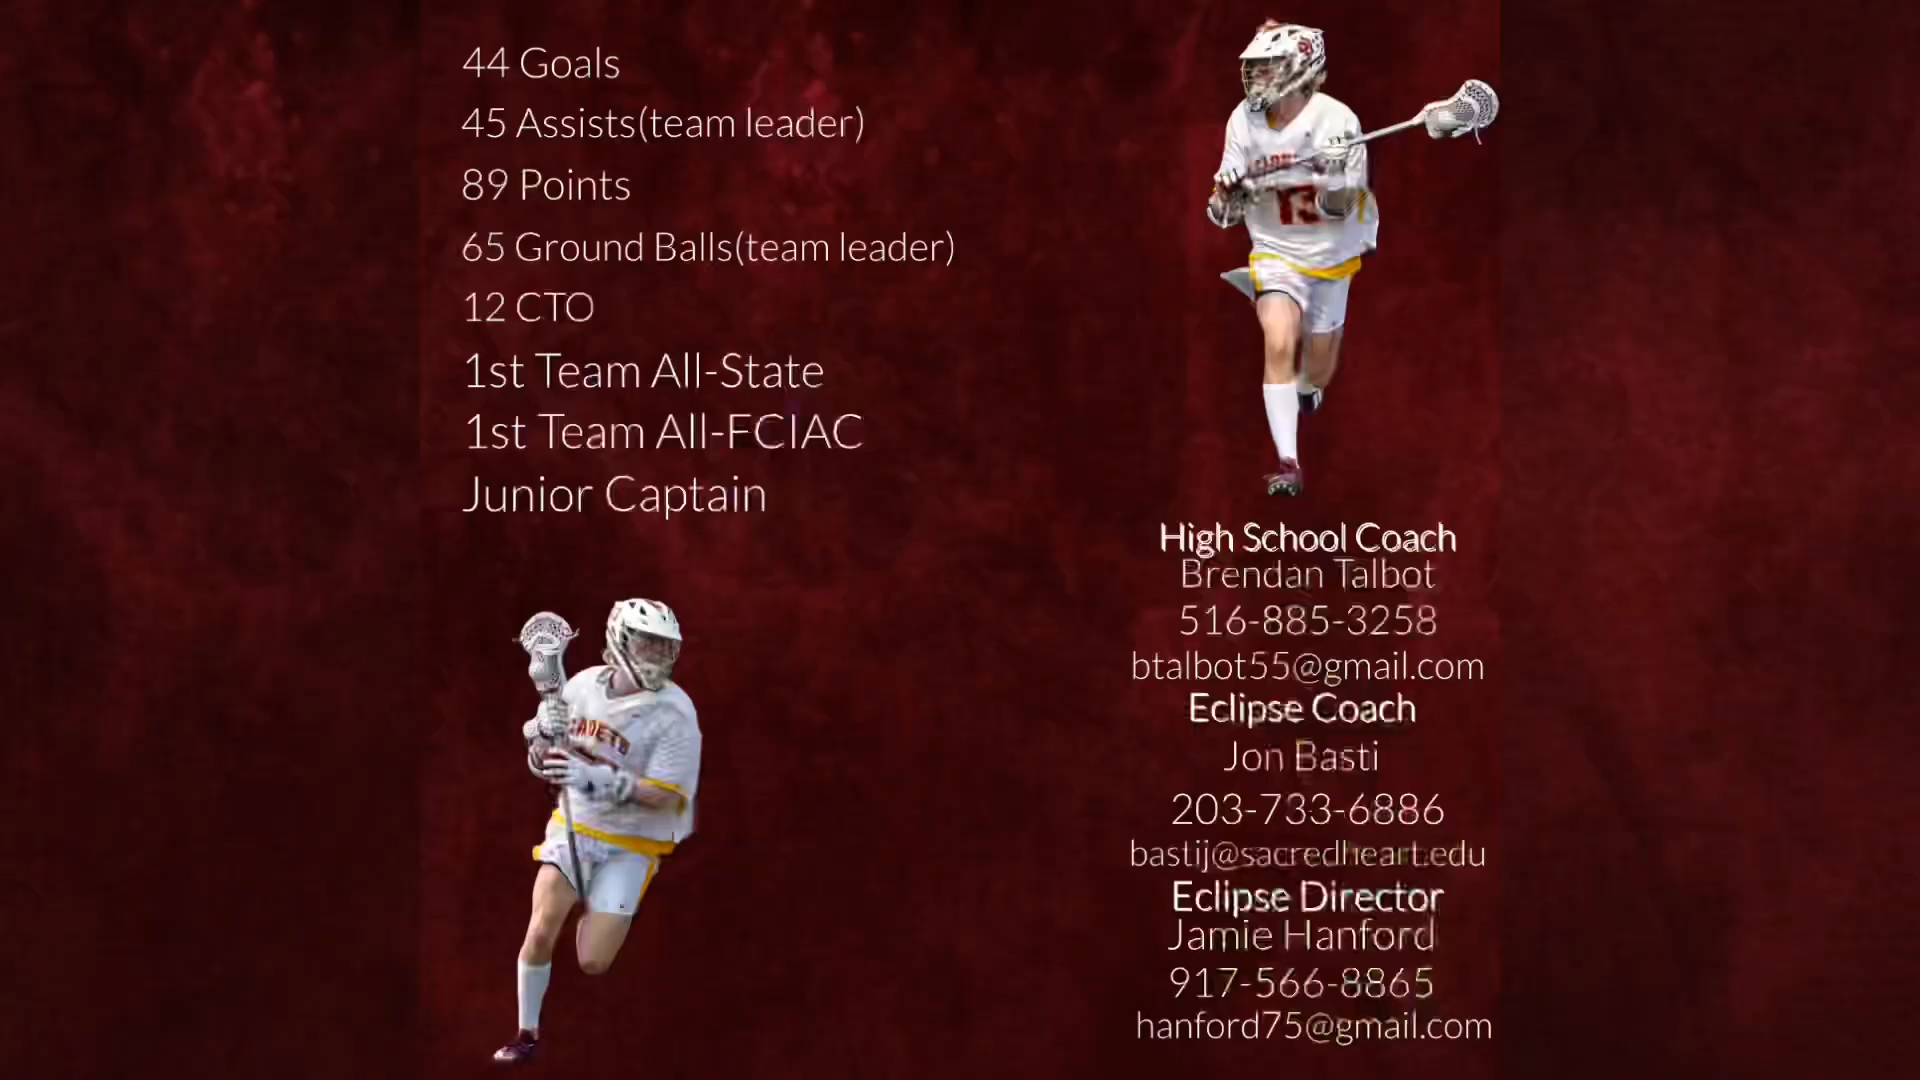 44 Goals
45 Assists(team leader)
89 Points
65 Ground Balls(team leader)
12 CTO
1st Team All-State
1st Team All-FCIAC
Junior Captain
13
High School Coach
Brendan Talbot
516-885-3258
btalbot55@gmail.com
Eclipse Coach
Jon Basti
203-733-6886
bastij@sacredheart.edu
Eclipse Director
Jamie Hanford
917-566-8865
hanford75@gmail.com